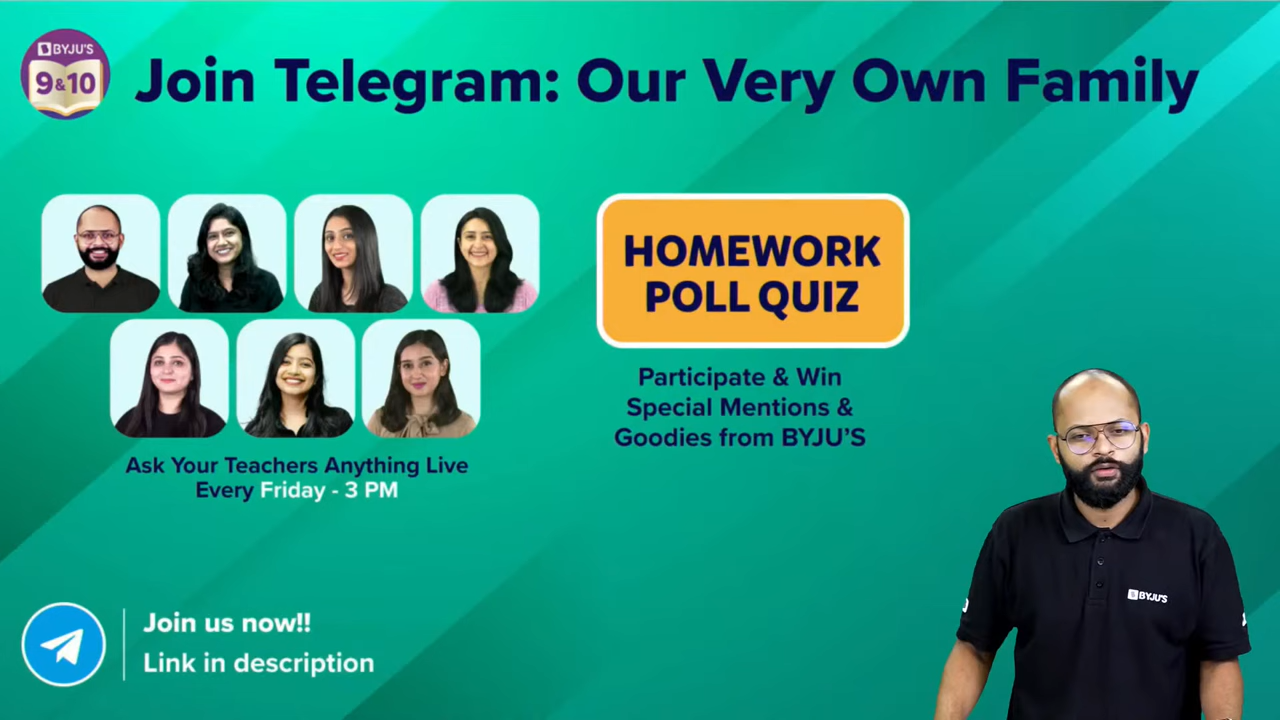 BYJU'S
9&10
Join Telegram: Our Very Own Family
HOMEWORK
POLL QUIZ
Participate & Win
Special Mentions &
Goodies from BYJU'S
Ask Your Teachers Anything Live
Every Friday - 3 PM
BYJU'S
Join us now!!
Link in description